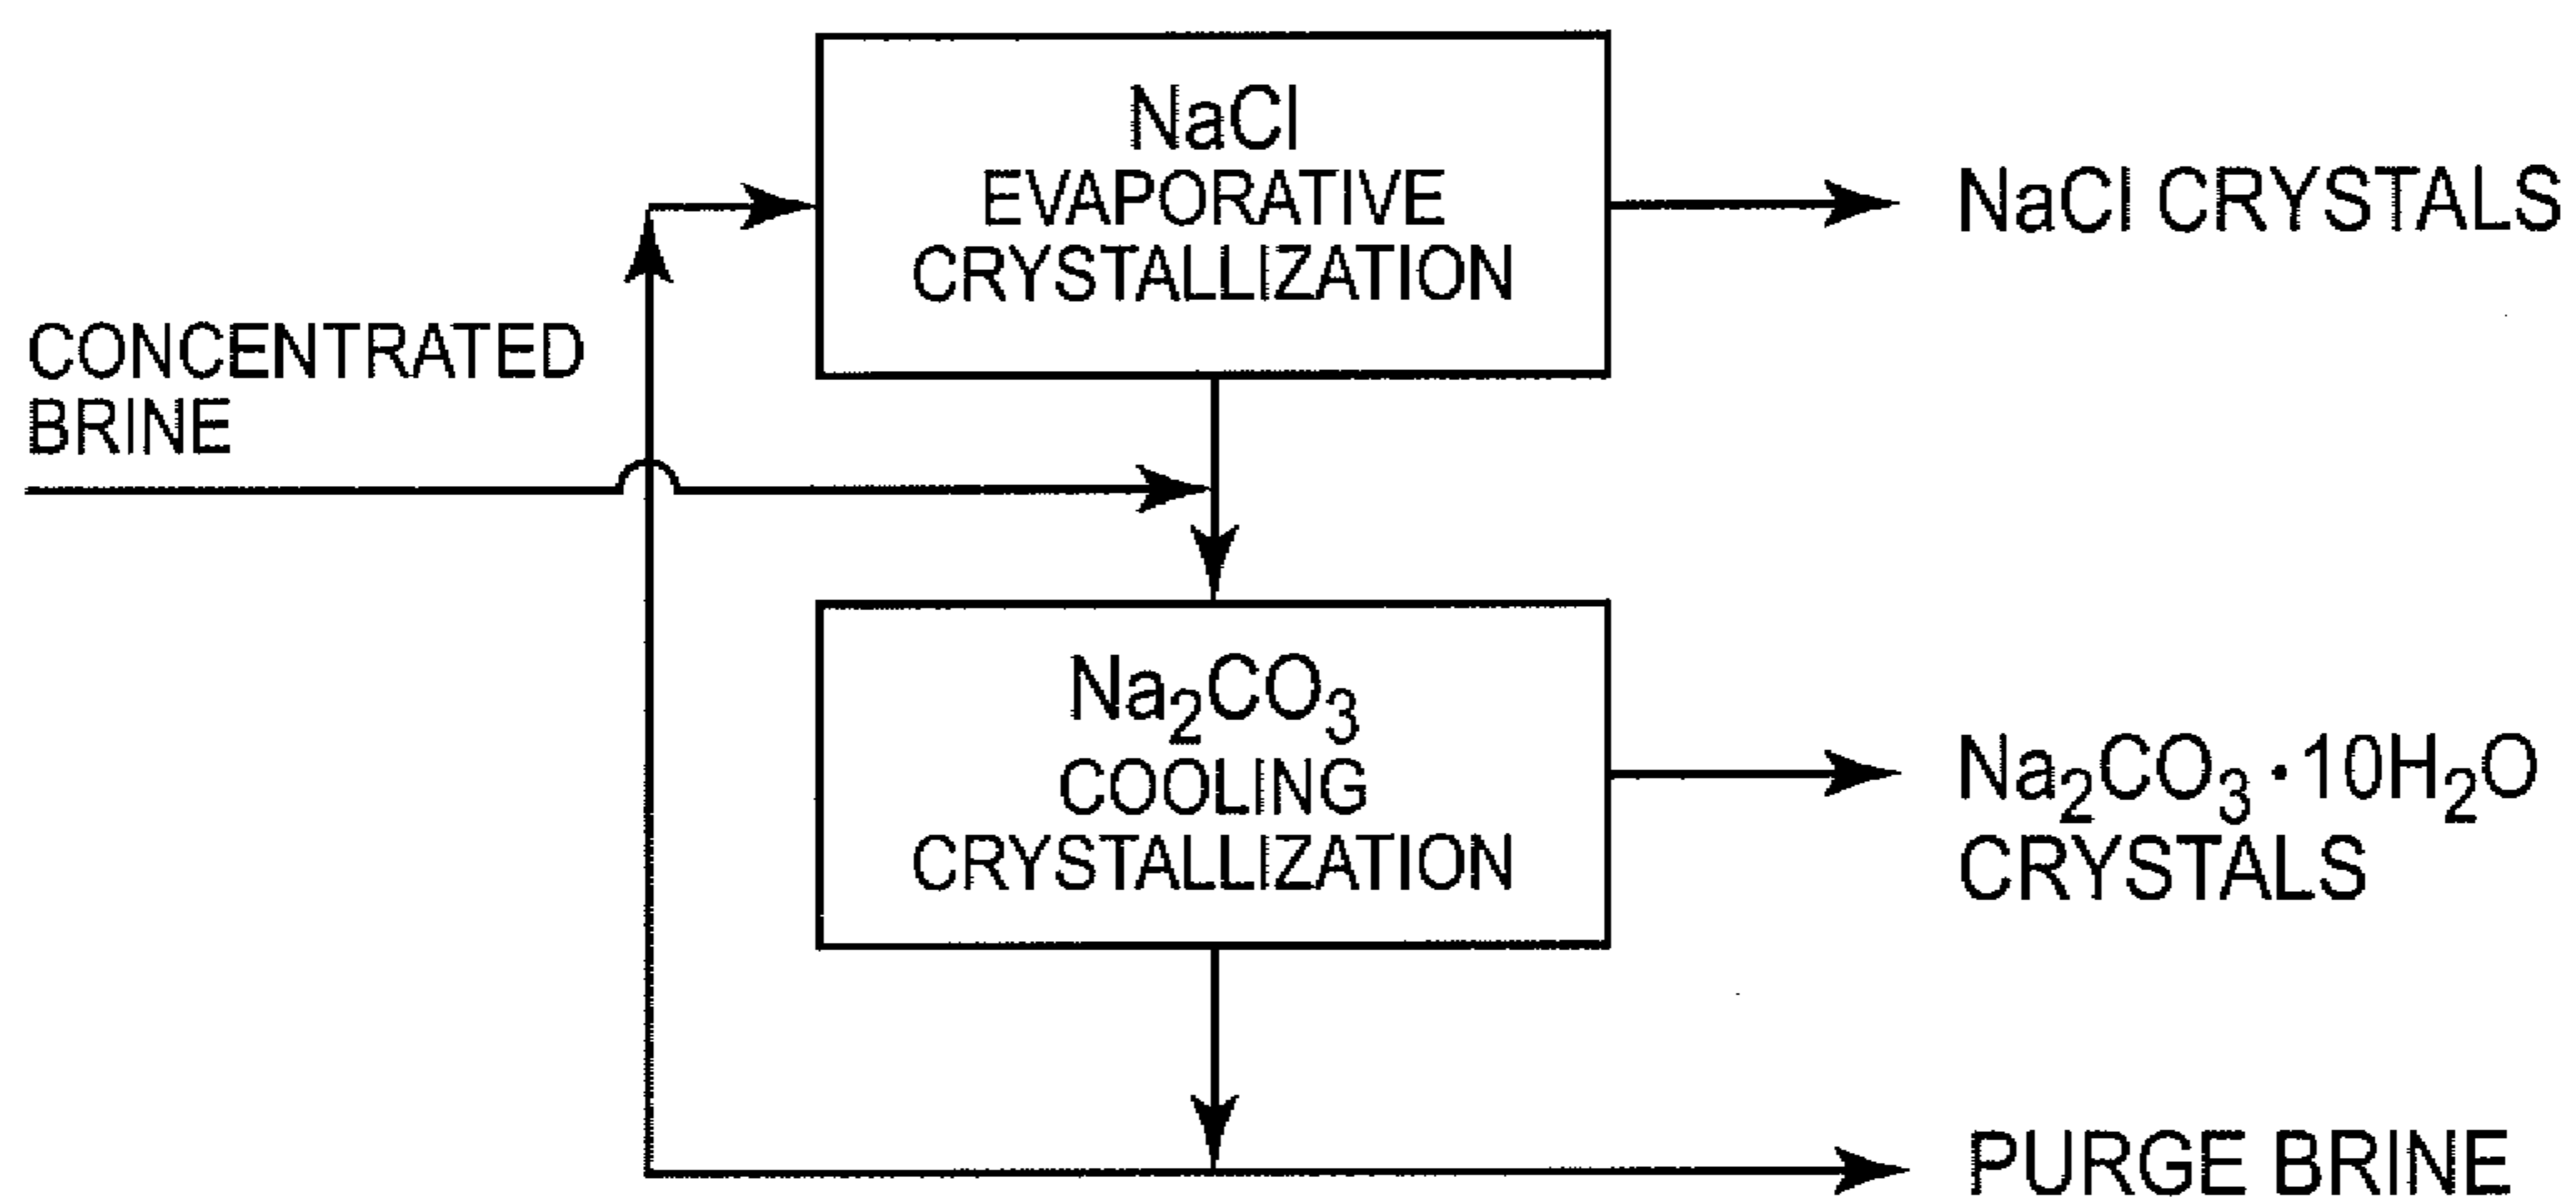 NaCl
EVAPORATIVE
CRYSTALLIZATION
NaCl CRYSTALS
CONCENTRATED
BRINE
Na₂CO₃
COOLING
CRYSTALLIZATION
Na₂CO₃·10H₂O
CRYSTALS
PURGE BRINE